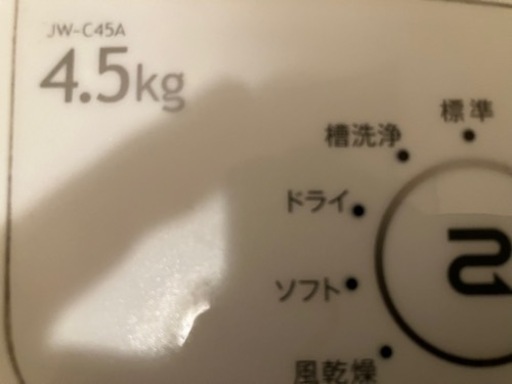 JW-C45A
4.5kg
標準
槽洗浄
ドライ
ソフト
風乾燥